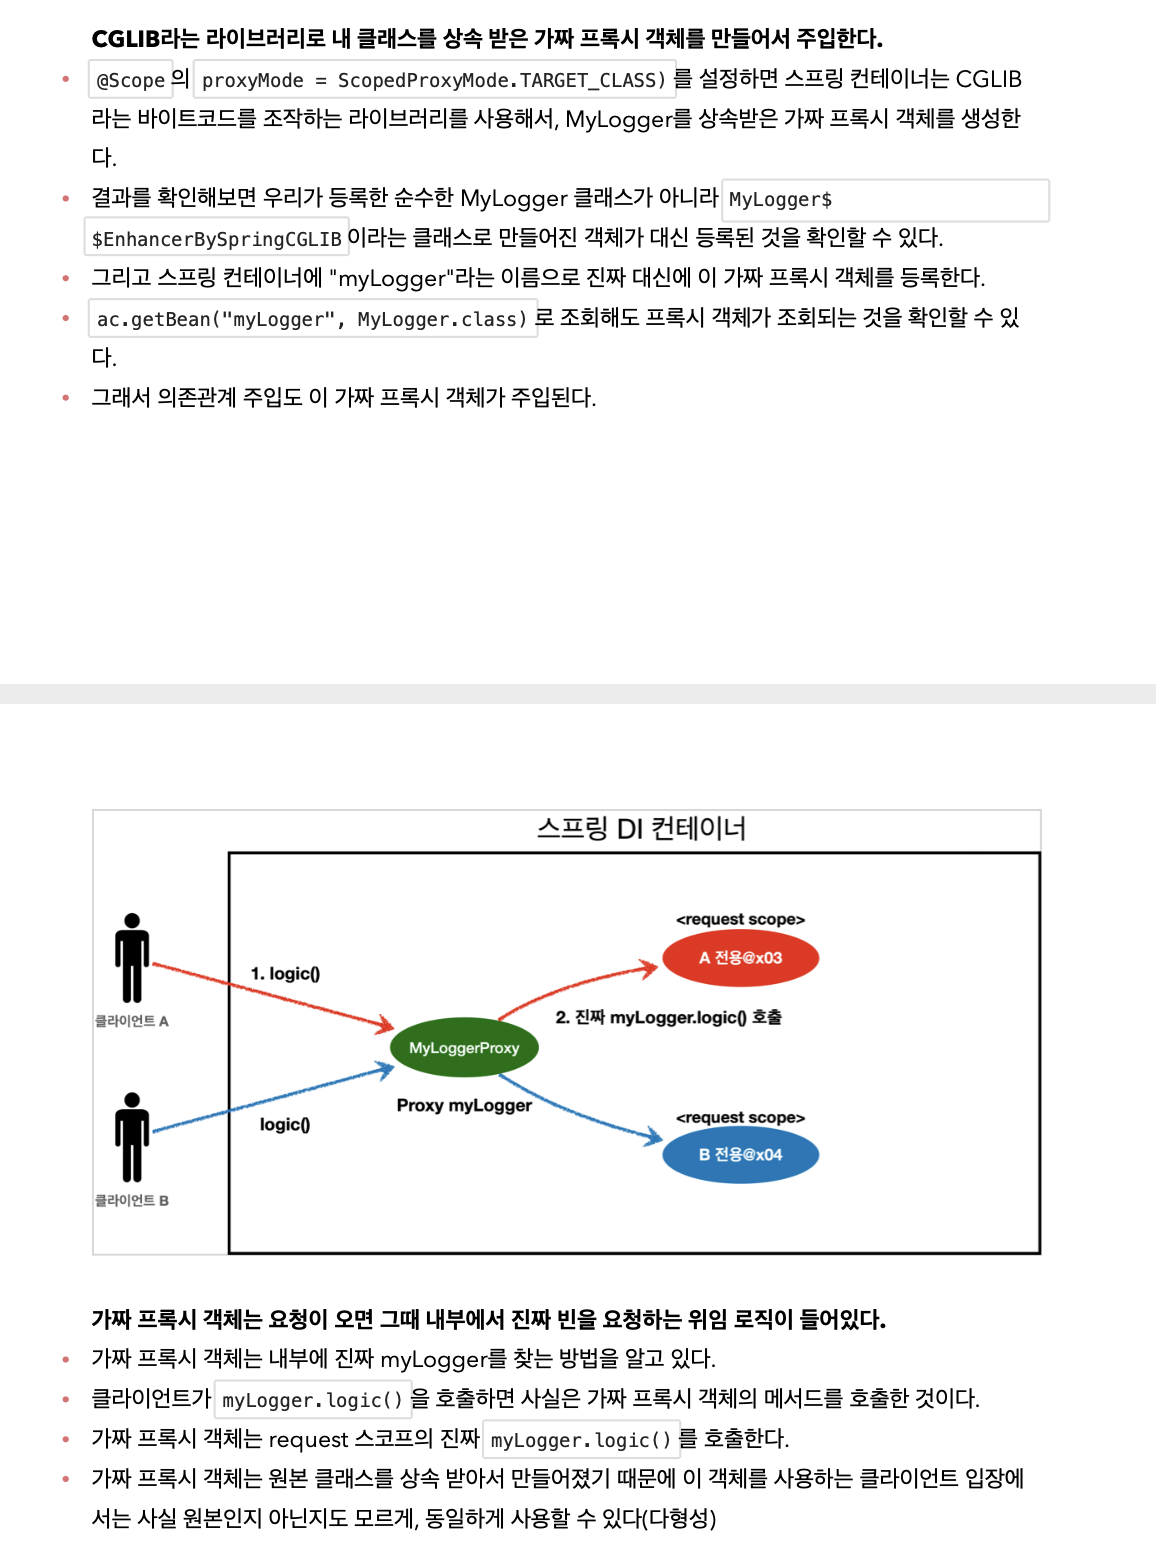 CGLIB라는 라이브러리로 내 클래스를 상속 받은 가짜 프록시 객체를 만들어서 주입한다.
• @Scope 의 proxyMode = ScopedProxyMode.TARGET_CLASS) 를 설정하면 스프링 컨테이너는 CGLIB
라는 바이트코드를 조작하는 라이브러리를 사용해서, MyLogger를 상속받은 가짜 프록시 객체를 생성한
다.
• 결과를 확인해보면 우리가 등록한 순수한 MyLogger 클래스가 아니라 MyLogger$
$EnhancerBySpringCGLIB 이라는 클래스로 만들어진 객체가 대신 등록된 것을 확인할 수 있다.
• 그리고 스프링 컨테이너에 "myLogger"라는 이름으로 진짜 대신에 이 가짜 프록시 객체를 등록한다.
• ac.getBean("myLogger", MyLogger.class) 로 조회해도 프록시 객체가 조회되는 것을 확인할 수 있
다.
• 그래서 의존관계 주입도 이 가짜 프록시 객체가 주입된다.
스프링 DI 컨테이너
<request scope>
A 전용@x03
1. logic()
클라이언트 A
2. 진짜 myLogger.logic() 호출
MyLoggerProxy
Proxy myLogger
<request scope>
logic()
B 전용@x04
클라이언트 B
가짜 프록시 객체는 요청이 오면 그때 내부에서 진짜 빈을 요청하는 위임 로직이 들어있다.
• 가짜 프록시 객체는 내부에 진짜 myLogger를 찾는 방법을 알고 있다.
• 클라이언트가 myLogger.logic() 을 호출하면 사실은 가짜 프록시 객체의 메서드를 호출한 것이다.
• 가짜 프록시 객체는 request 스코프의 진짜 myLogger.logic() 를 호출한다.
• 가짜 프록시 객체는 원본 클래스를 상속 받아서 만들어졌기 때문에 이 객체를 사용하는 클라이언트 입장에
서는 사실 원본인지 아닌지도 모르게, 동일하게 사용할 수 있다(다형성)